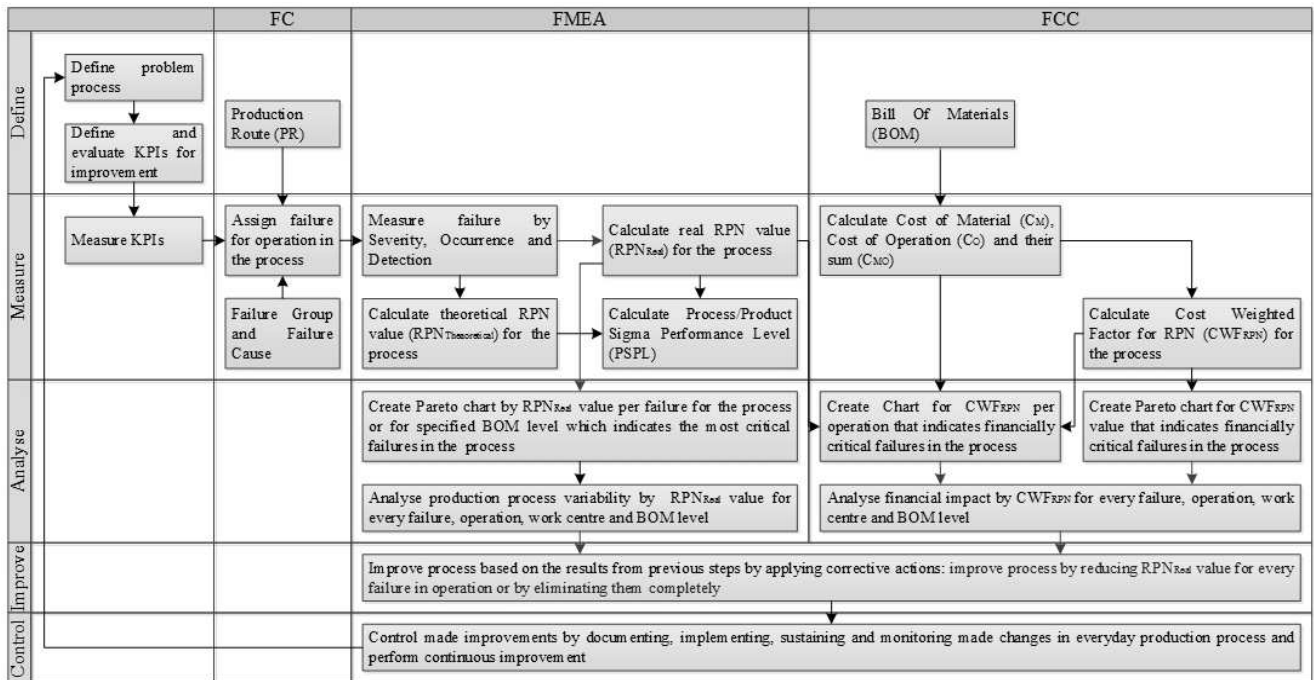 FC
FMEA
FCC
Define
Define problem
process
Define and
evaluate KPIs for
improvement
Production
Route (PR)
Bill Of Materials
(BOM)
Measure
Measure KPIs
Assign failure
for operation in
the process
Failure Group
and Failure
Cause
Measure failure by
Severity, Occurrence and
Detection
Calculate real RPN value
(RPNReal) for the process
Calculate theoretical RPN
value (RPNTheoretical) for the
process
Calculate Process/Product
Sigma Performance Level
(PSPL)
Calculate Cost of Material (CM),
Cost of Operation (CO) and their
sum (CMO)
Calculate Cost Weighted
Factor for RPN (CWFRPN) for
the process
Analyse
Create Pareto chart by RPNReal value per failure for the process
or for specified BOM level which indicates the most critical
failures in the process
Create Chart for CWFRPN per
operation that indicates financially
critical failures in the process
Create Pareto chart for CWFRPN
value that indicates financially
critical failures in the process
Analyse production process variability by RPNReal value for
every failure, operation, work centre and BOM level
Analyse financial impact by CWFRPN for every failure, operation, work
centre and BOM level
Improve
Improve process based on the results from previous steps by applying corrective actions: improve process by reducing RPNReal value for every
failure in operation or by eliminating them completely
Control
Control made improvements by documenting, implementing, sustaining and monitoring made changes in everyday production process and
perform continuous improvement